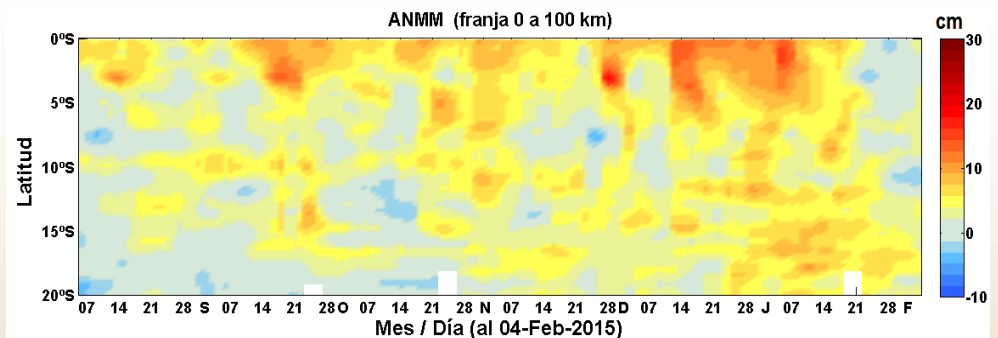 ANMM (franja 0 a 100 km)
cm
0ºS
5ºS
10ºS
15ºS
20ºS
Latitud
30
20
10
0
-10
07 14 21 28 S 07 14 21 28 O 07 14 21 28 N 07 14 21 28 D 07 14 21 28 J 07 14 21 28 F
Mes / Día (al 04-Feb-2015)